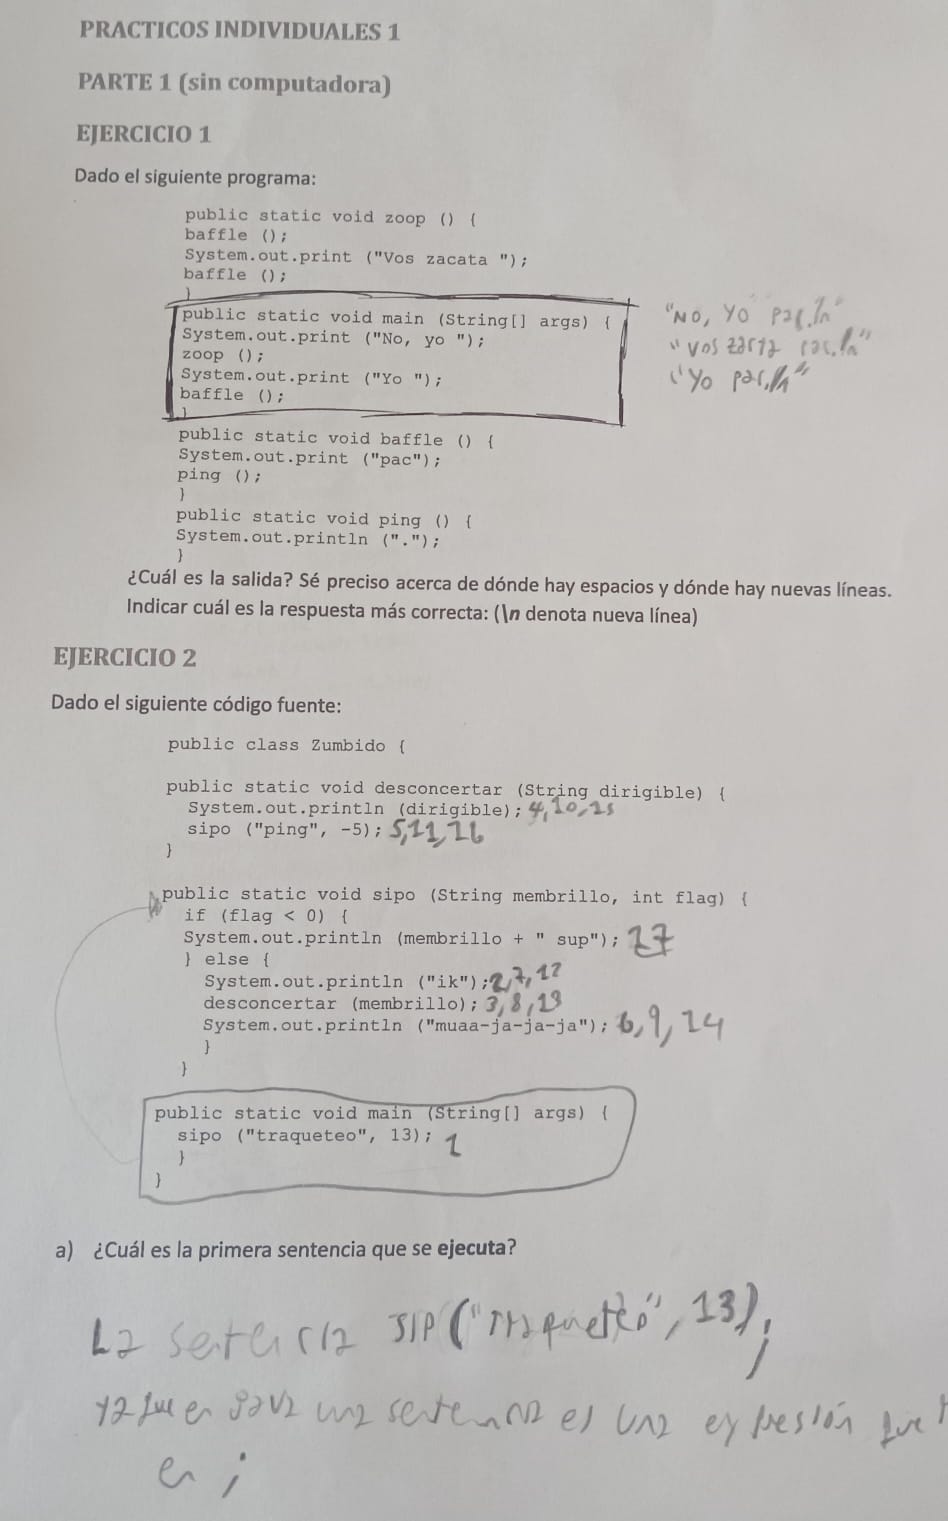 PRACTICOS INDIVIDUALES 1
PARTE 1 (sin computadora)
EJERCICIO 1
Dado el siguiente programa:
public static void zoop () {
baffle ();
System.out.print ("Vos zacata ");
baffle ();
}
public static void main (String[] args) {
System.out.print ("No, yo ");
zoop ();
System.out.print ("Yo ");
baffle ();
}
"No, yo pac.\n"
"vos pac.\n"
"yo pac.\n"
public static void baffle () {
System.out.print ("pac");
ping ();
}
public static void ping () {
System.out.println (".");
}
¿Cuál es la salida? Sé preciso acerca de dónde hay espacios y dónde hay nuevas líneas.
Indicar cuál es la respuesta más correcta: (\n denota nueva línea)
EJERCICIO 2
Dado el siguiente código fuente:
public class Zumbido {
public static void desconcertar (String dirigible) {
System.out.println (dirigible); 4, 10, 15
sipo ("ping", -5); 5, 11, 16
}
public static void sipo (String membrillo, int flag) {
if (flag < 0) {
System.out.println (membrillo + " sup"); 17
} else {
System.out.println ("ik"); 2, 7, 12
desconcertar (membrillo); 3, 8, 13
System.out.println ("muaa-ja-ja-ja"); 6, 9, 14
}
}
public static void main (String[] args) {
sipo ("traqueteo", 13); 1
}
}
a) ¿Cuál es la primera sentencia que se ejecuta?
La sentencia SIP("traqueteo", 13);
ya que en java una sentencia es una expresión que
en ;